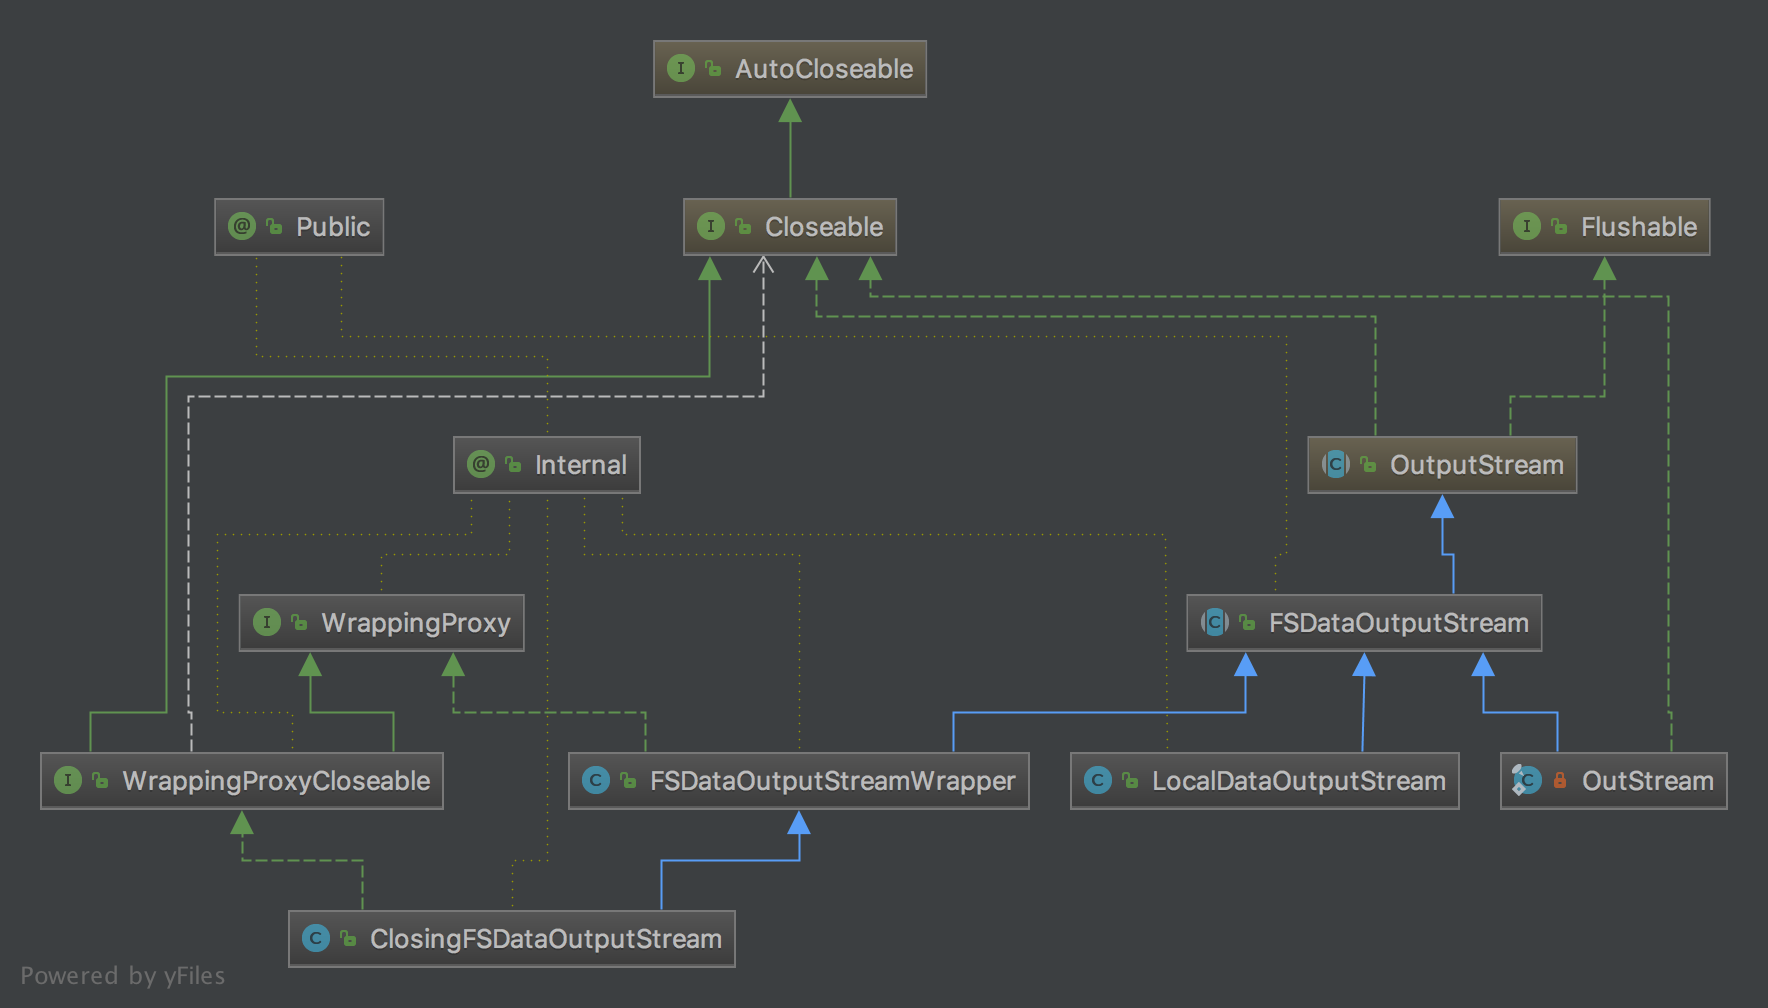 I AutoCloseable
@ Public
I Closeable
I Flushable
@ Internal
C OutputStream
I WrappingProxy
C FSDataOutputStream
I WrappingProxyCloseable
C FSDataOutputStreamWrapper
C LocalDataOutputStream
C OutStream
C ClosingFSDataOutputStream
Powered by yFiles